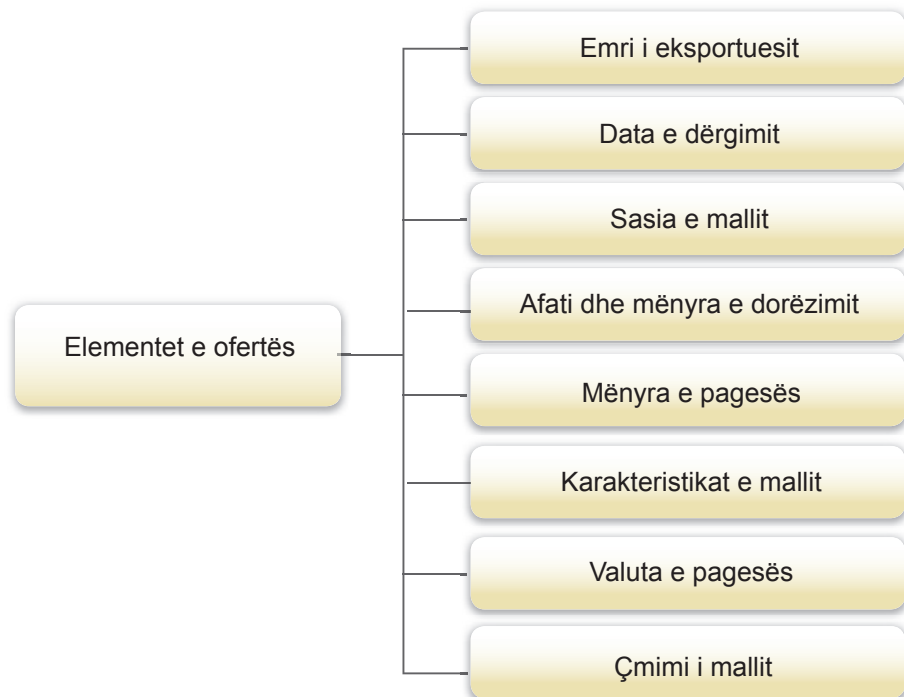 Emri i eksportuesit
Data e dërgimit
Sasia e mallit
Afati dhe mënyra e dorëzimit
Elementet e ofertës
Mënyra e pagesës
Karakteristikat e mallit
Valuta e pagesës
Çmimi i mallit